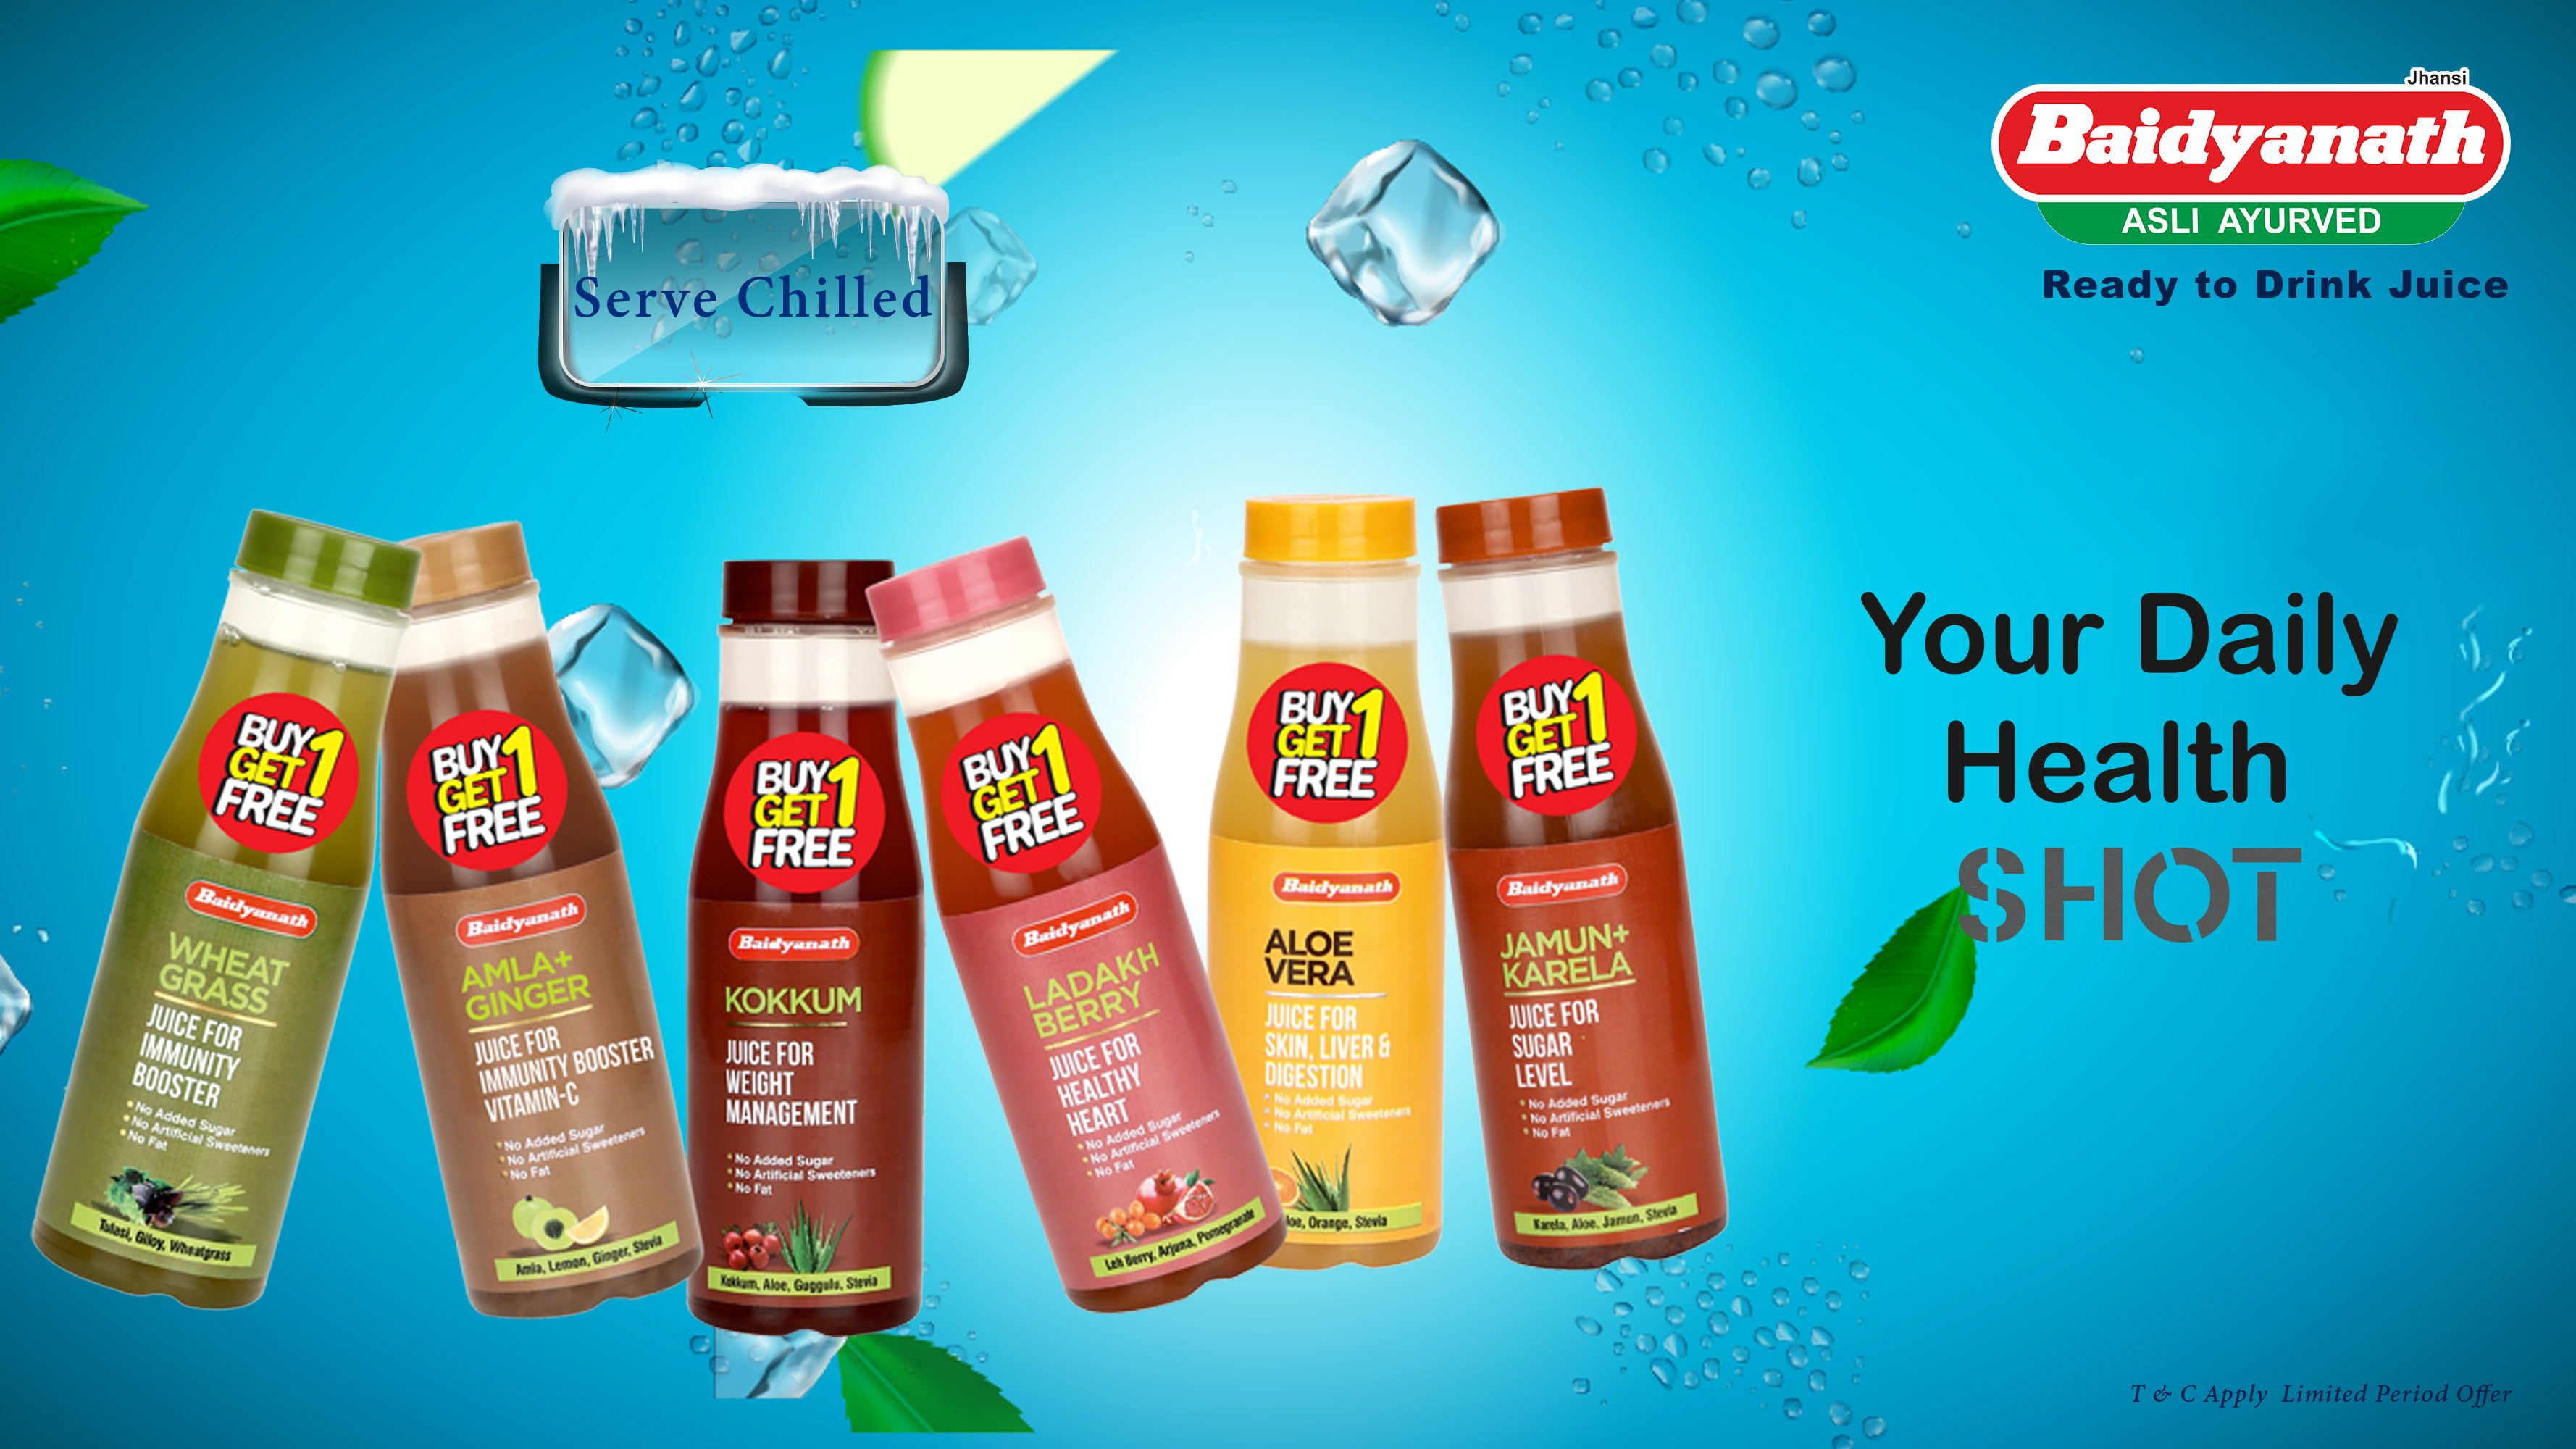 Jhansi
Baidyanath
ASLI AYURVED
Ready to Drink Juice
Serve Chilled
Your Daily
Health
SHOT
BUY 1
GET
FREE
Baidyanath
WHEAT
GRASS
JUICE FOR
IMMUNITY
BOOSTER
• No Added Sugar
• No Artificial Sweeteners
• No Fat
Tulasi, Giloy, Wheatgrass
BUY 1
GET
FREE
Baidyanath
AMLA+
GINGER
JUICE FOR
IMMUNITY BOOSTER
VITAMIN-C
• No Added Sugar
• No Artificial Sweeteners
• No Fat
Amla, Lemon, Ginger, Stevia
BUY 1
GET
FREE
Baidyanath
KOKKUM
JUICE FOR
WEIGHT
MANAGEMENT
• No Added Sugar
• No Artificial Sweeteners
• No Fat
Kokkum, Aloe, Guggulu, Stevia
BUY 1
GET
FREE
Baidyanath
LADAKH
BERRY
JUICE FOR
HEALTHY
HEART
• No Added Sugar
• No Artificial Sweeteners
• No Fat
Leh Berry, Arjuna, Pomegranate
BUY 1
GET
FREE
Baidyanath
ALOE
VERA
JUICE FOR
SKIN, LIVER &
DIGESTION
• No Added Sugar
• No Artificial Sweeteners
• No Fat
loe, Orange, Stevia
BUY 1
GET
FREE
Baidyanath
JAMUN+
KARELA
JUICE FOR
SUGAR
LEVEL
• No Added Sugar
• No Artificial Sweeteners
• No Fat
Karela, Aloe, Jamun, Stevia
T & C Apply Limited Period Offer